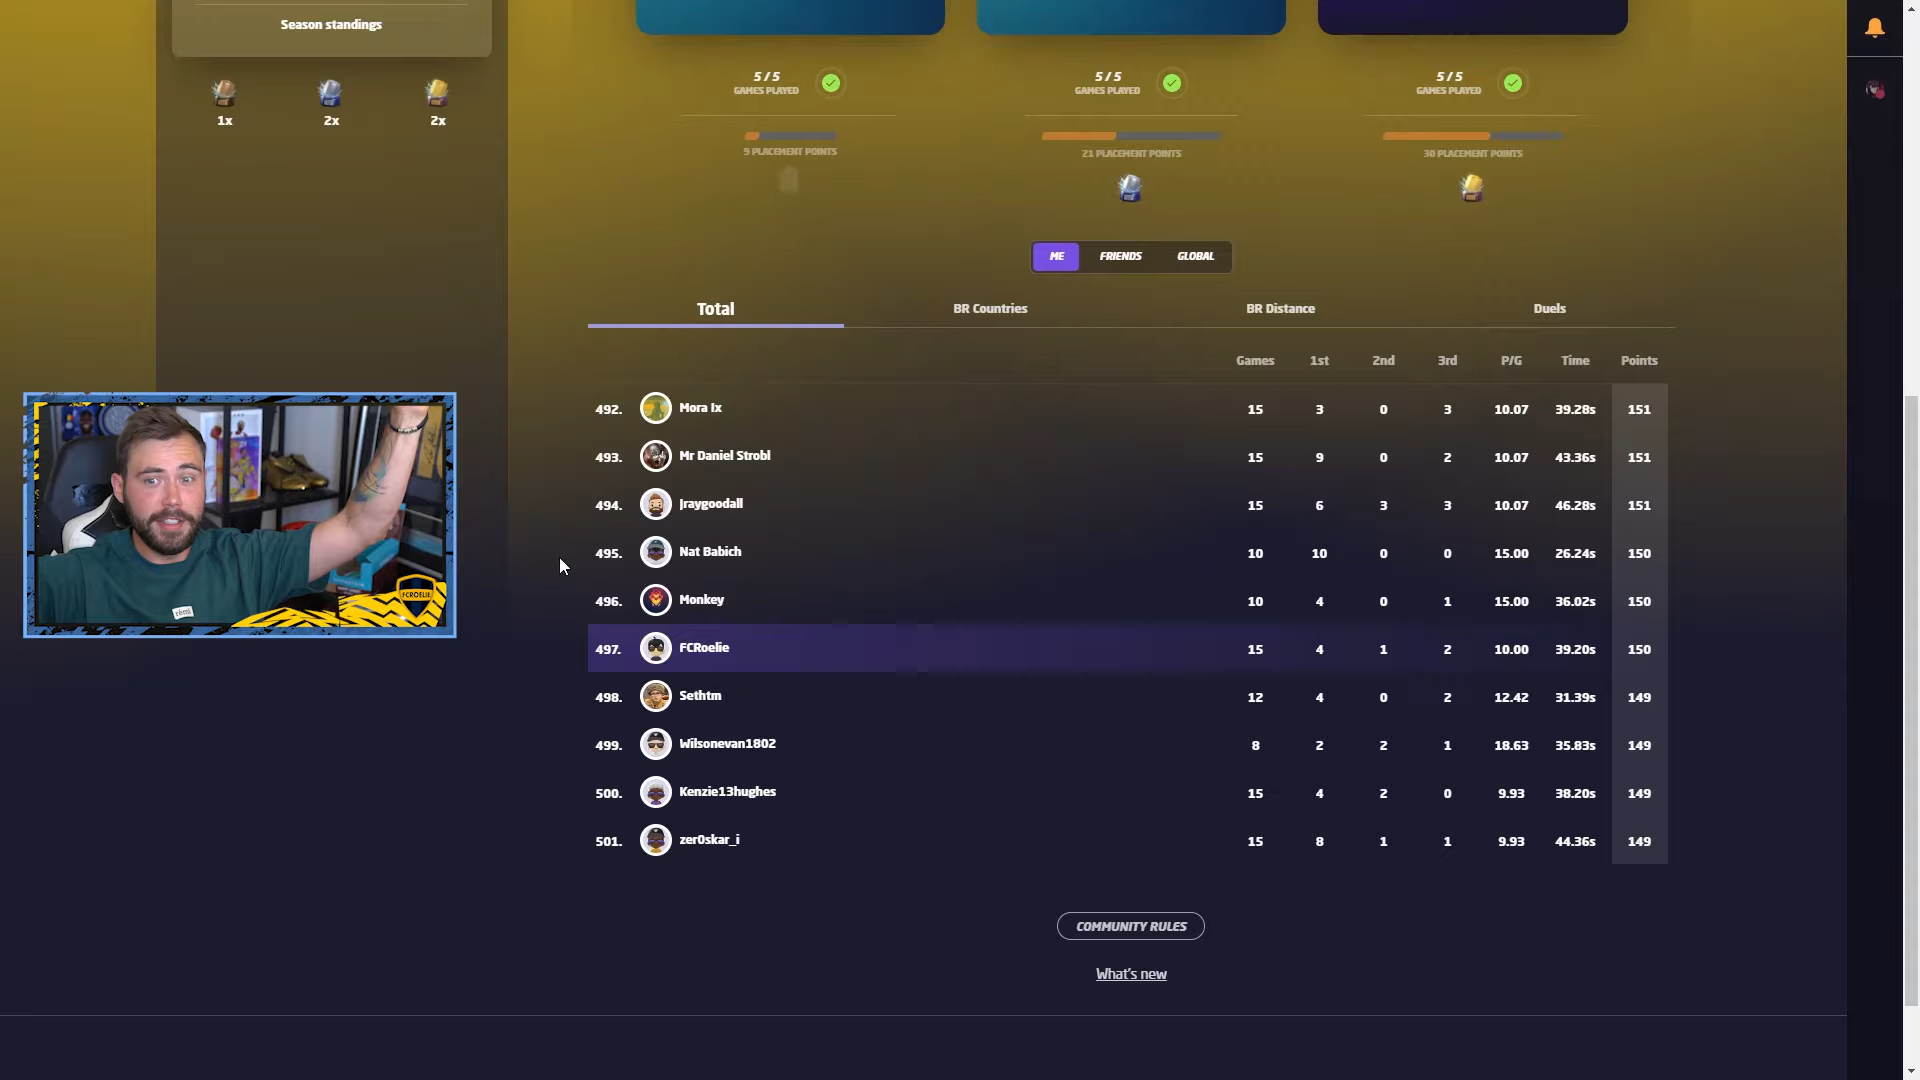 Season standings
1x 2x 2x
5 / 5
GAMES PLAYED
5 / 5
GAMES PLAYED
5 / 5
GAMES PLAYED
9 PLACEMENT POINTS
21 PLACEMENT POINTS
30 PLACEMENT POINTS
ME FRIENDS GLOBAL
Total BR Countries BR Distance Duels
Games 1st 2nd 3rd P/G Time Points
492. Mora Ix 15 3 0 3 10.07 39.28s 151
493. Mr Daniel Strobl 15 9 0 2 10.07 43.36s 151
494. Jraygoodall 15 6 3 3 10.07 46.28s 151
495. Nat Babich 10 10 0 0 15.00 26.24s 150
496. Monkey 10 4 0 1 15.00 36.02s 150
497. FCRoelie 15 4 1 2 10.00 39.20s 150
498. Sethtm 12 4 0 2 12.42 31.39s 149
499. Wilsonevan1802 8 2 2 1 18.63 35.83s 149
500. Kenzie13hughes 15 4 2 0 9.93 38.20s 149
501. zer0skar_i 15 8 1 1 9.93 44.36s 149
FCROELIE
rémi
COMMUNITY RULES
What's new